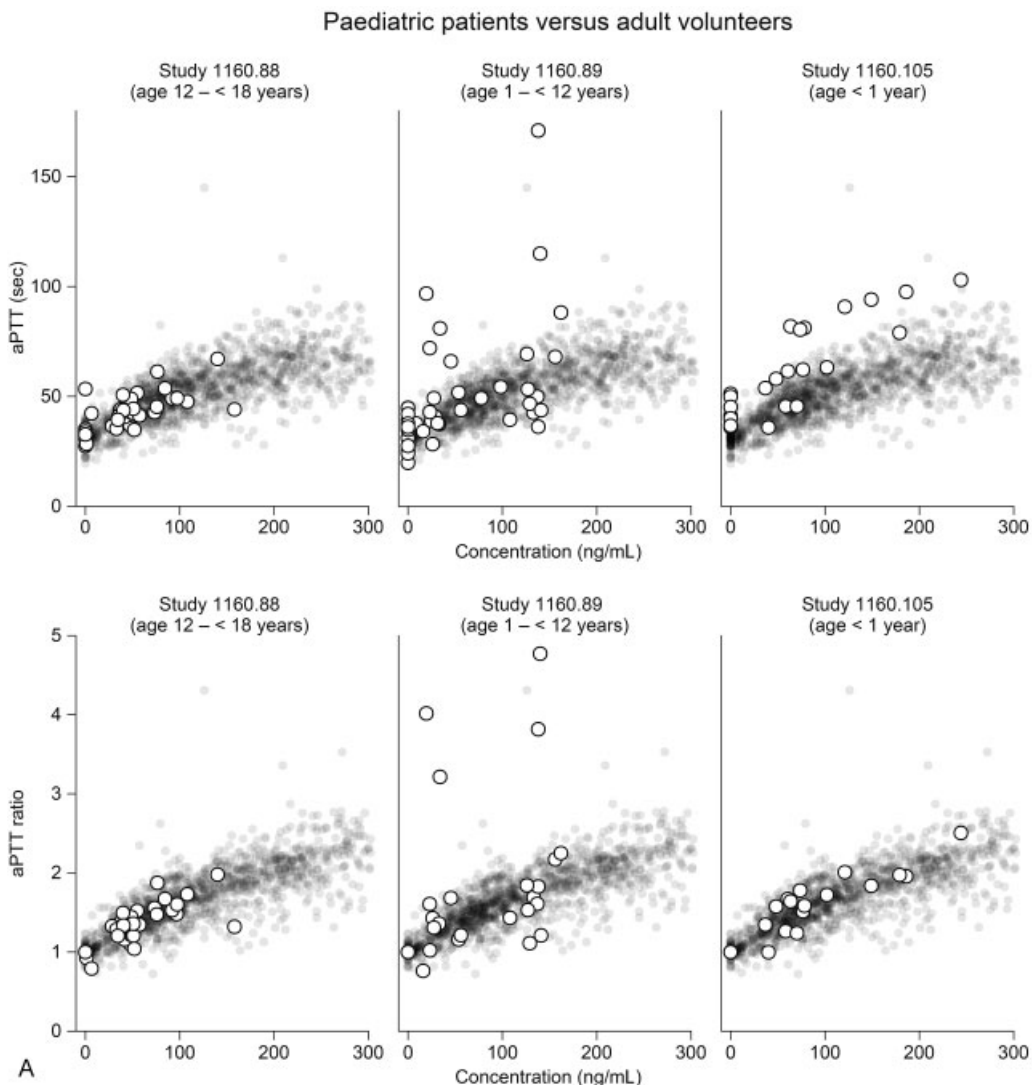 Paediatric patients versus adult volunteers
Study 1160.88
(age 12 – < 18 years)
Study 1160.89
(age 1 – < 12 years)
Study 1160.105
(age < 1 year)
aPTT (sec)
150
100
50
0
0 100 200 300
0 100 200 300
0 100 200 300
Concentration (ng/mL)
Study 1160.88
(age 12 – < 18 years)
Study 1160.89
(age 1 – < 12 years)
Study 1160.105
(age < 1 year)
aPTT ratio
5
4
3
2
1
0
0 100 200 300
0 100 200 300
0 100 200 300
Concentration (ng/mL)
A